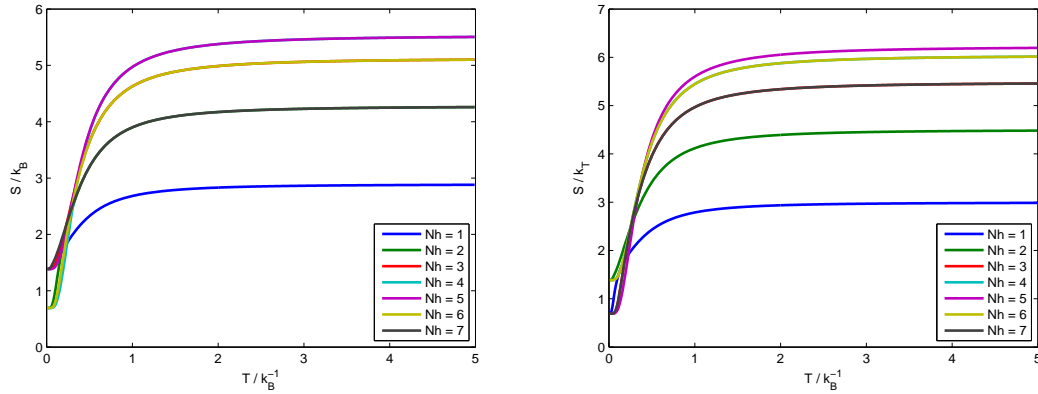 6
5
4
3
2
1
0
0 1 2 3 4 5
S / k_B
T / k_B^-1
Nh = 1
Nh = 2
Nh = 3
Nh = 4
Nh = 5
Nh = 6
Nh = 7
7
6
5
4
3
2
1
0
0 1 2 3 4 5
S / k_T
T / k_B^-1
Nh = 1
Nh = 2
Nh = 3
Nh = 4
Nh = 5
Nh = 6
Nh = 7